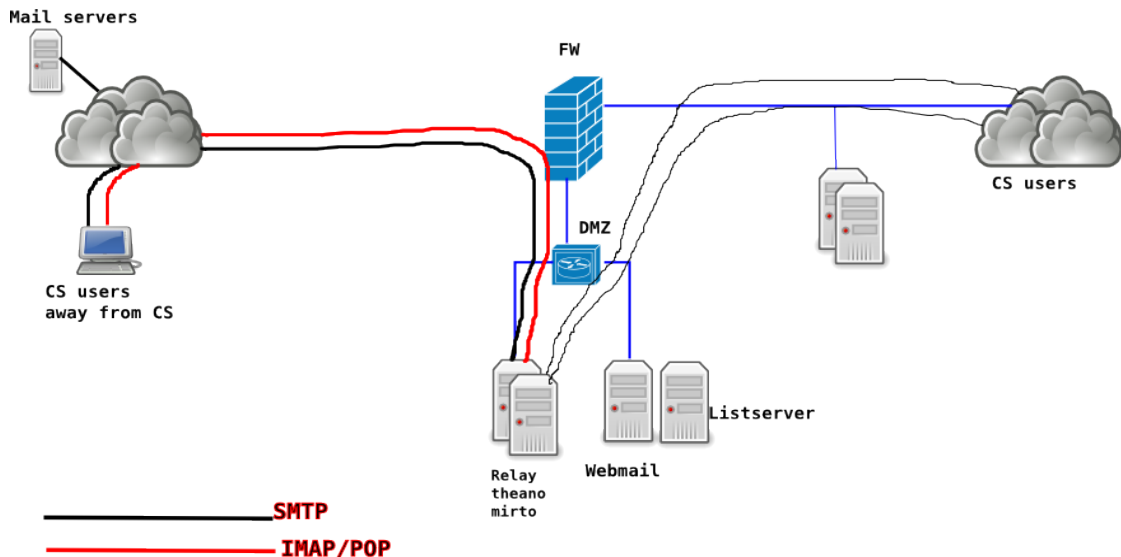 Mail servers
FW
CS users
DMZ
CS users
away from CS
Listserver
Webmail
Relay
theano
mirto
SMTP
IMAP/POP